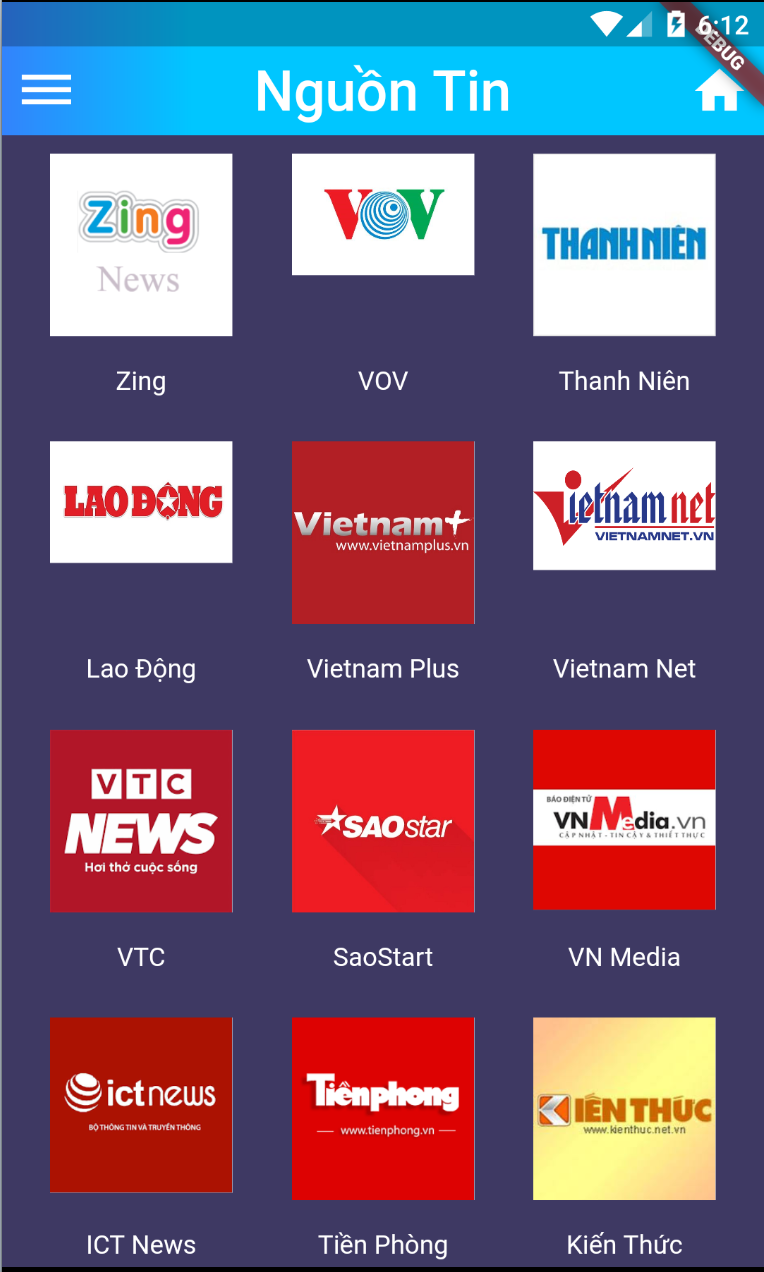 6:12
DEBUG
Nguồn Tin
Zing
News
VOV
THANH NIÊN
Zing
VOV
Thanh Niên
LAO ĐỘNG
Vietnam+
www.vietnamplus.vn
Vietnamnet
VIETNAMNET.VN
Lao Động
Vietnam Plus
Vietnam Net
VTC
NEWS
Hơi thở cuộc sống
SAOstar
BÁO ĐIỆN TỬ
VNMedia.vn
CẬP NHẬT - TIN CẬY & THIẾT THỰC
VTC
SaoStart
VN Media
ictnews
BỘ THÔNG TIN VÀ TRUYỀN THÔNG
Tiềnphong
www.tienphong.vn
KIẾN THỨC
www.kienthuc.net.vn
ICT News
Tiền Phòng
Kiến Thức